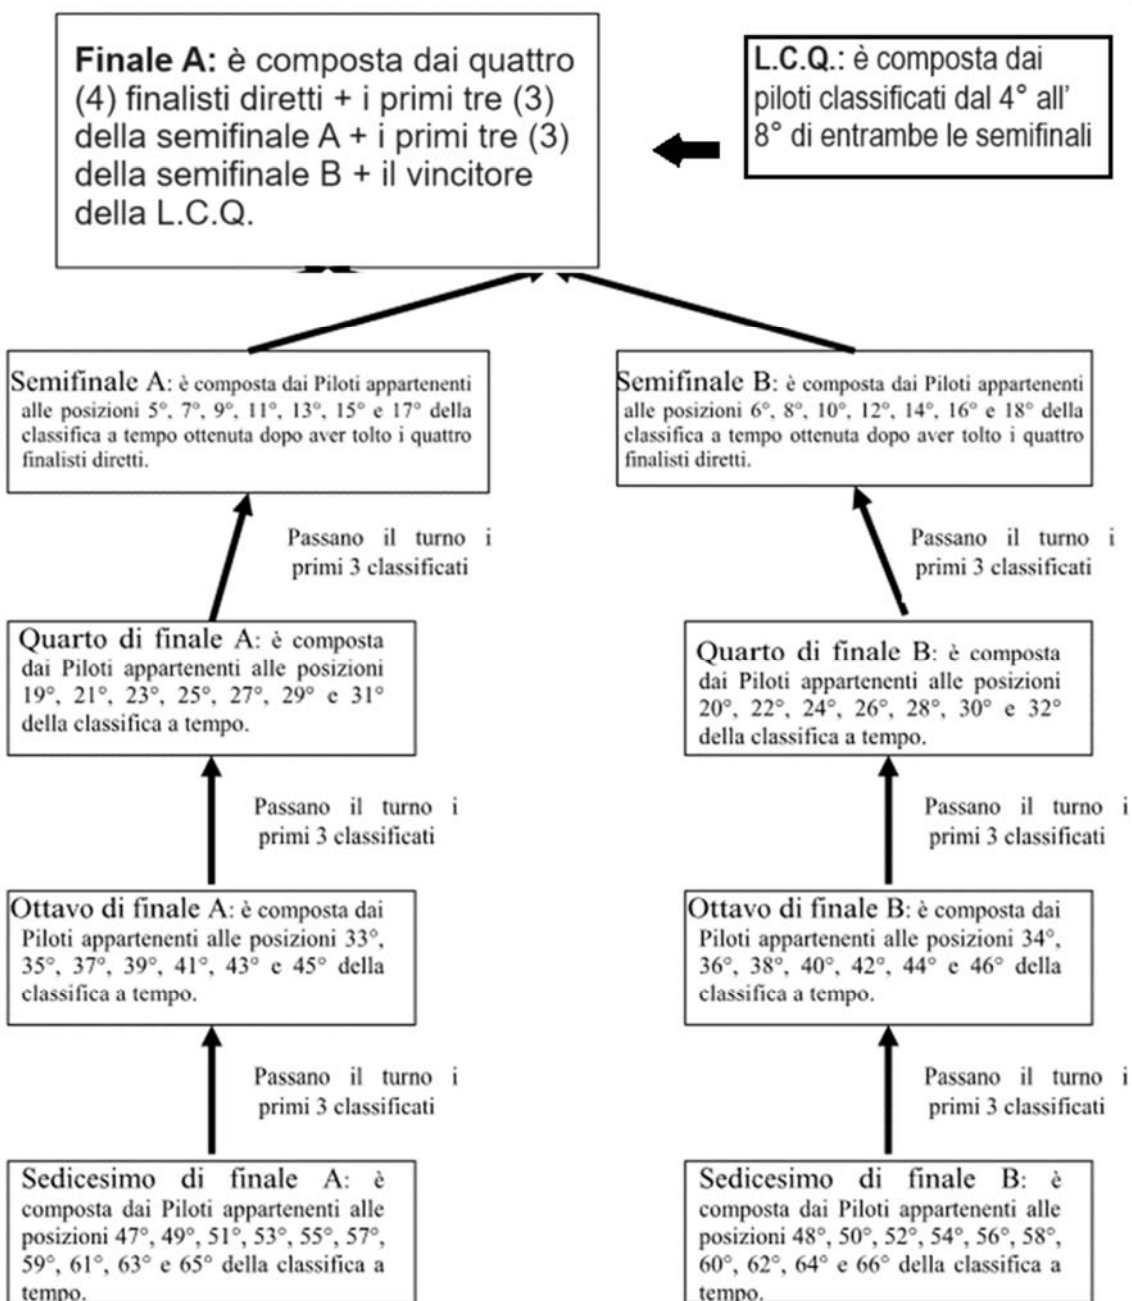 Finale A: è composta dai quattro
(4) finalisti diretti + i primi tre (3)
della semifinale A + i primi tre (3)
della semifinale B + il vincitore
della L.C.Q.
L.C.Q.: è composta dai
piloti classificati dal 4° all'
8° di entrambe le semifinali
Semifinale A: è composta dai Piloti appartenenti
alle posizioni 5°, 7°, 9°, 11°, 13°, 15° e 17° della
classifica a tempo ottenuta dopo aver tolto i quattro
finalisti diretti.
Semifinale B: è composta dai Piloti appartenenti
alle posizioni 6°, 8°, 10°, 12°, 14°, 16° e 18° della
classifica a tempo ottenuta dopo aver tolto i quattro
finalisti diretti.
Passano il turno i
primi 3 classificati
Passano il turno i
primi 3 classificati
Quarto di finale A: è composta
dai Piloti appartenenti alle posizioni
19°, 21°, 23°, 25°, 27°, 29° e 31°
della classifica a tempo.
Quarto di finale B: è composta
dai Piloti appartenenti alle posizioni
20°, 22°, 24°, 26°, 28°, 30° e 32°
della classifica a tempo.
Passano il turno i
primi 3 classificati
Passano il turno i
primi 3 classificati
Ottavo di finale A: è composta dai
Piloti appartenenti alle posizioni 33°,
35°, 37°, 39°, 41°, 43° e 45° della
classifica a tempo.
Ottavo di finale B: è composta dai
Piloti appartenenti alle posizioni 34°,
36°, 38°, 40°, 42°, 44° e 46° della
classifica a tempo.
Passano il turno i
primi 3 classificati
Passano il turno i
primi 3 classificati
Sedicesimo di finale A: è
composta dai Piloti appartenenti alle
posizioni 47°, 49°, 51°, 53°, 55°, 57°,
59°, 61°, 63° e 65° della classifica a
tempo.
Sedicesimo di finale B: è
composta dai Piloti appartenenti alle
posizioni 48°, 50°, 52°, 54°, 56°, 58°,
60°, 62°, 64° e 66° della classifica a
tempo.